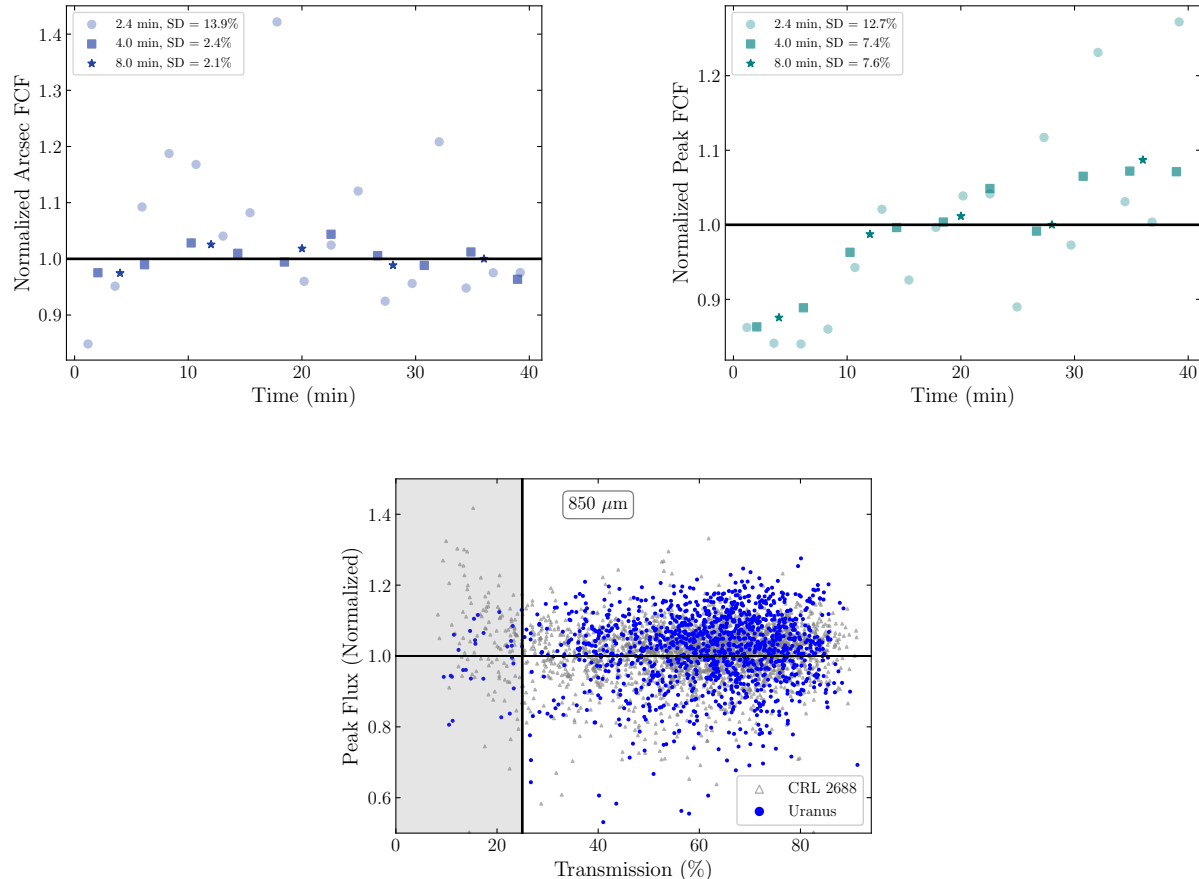 2.4 min, SD = 13.9%
4.0 min, SD = 2.4%
8.0 min, SD = 2.1%
1.4
1.3
1.2
1.1
1.0
0.9
Normalized Arcsec FCF
0 10 20 30 40
Time (min)
2.4 min, SD = 12.7%
4.0 min, SD = 7.4%
8.0 min, SD = 7.6%
1.2
1.1
1.0
0.9
Normalized Peak FCF
0 10 20 30 40
Time (min)
850 μm
1.4
1.2
1.0
0.8
0.6
Peak Flux (Normalized)
CRL 2688
Uranus
0 20 40 60 80
Transmission (%)